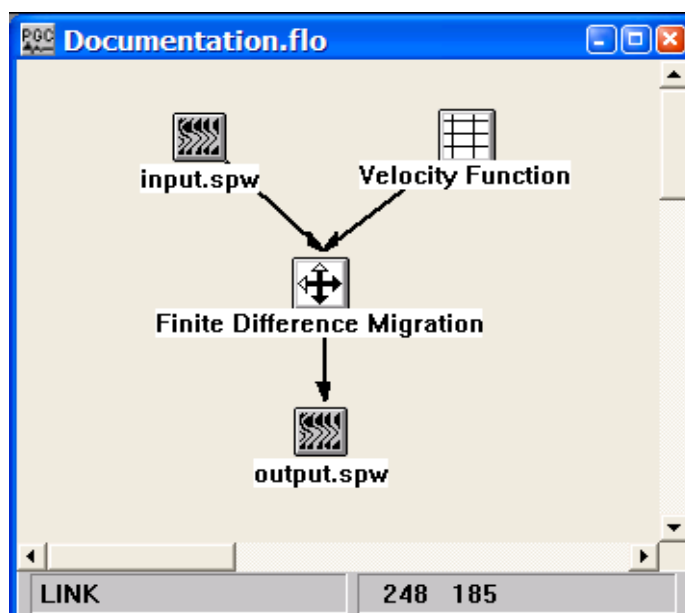 PGC Documentation.flo
input.spw Velocity Function
Finite Difference Migration
output.spw
LINK 248 185